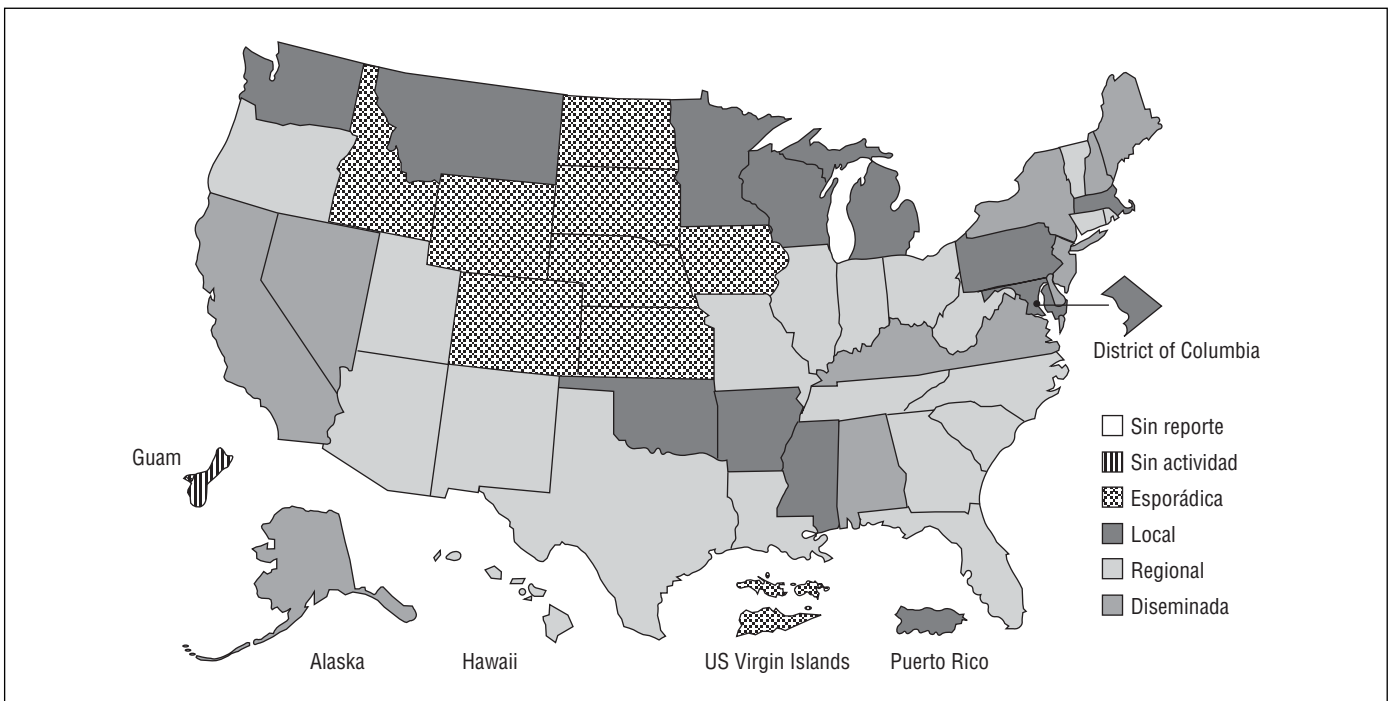 District of Columbia
Sin reporte
Guam
Sin actividad
Esporádica
Local
Regional
Diseminada
Alaska
Hawaii
US Virgin Islands
Puerto Rico